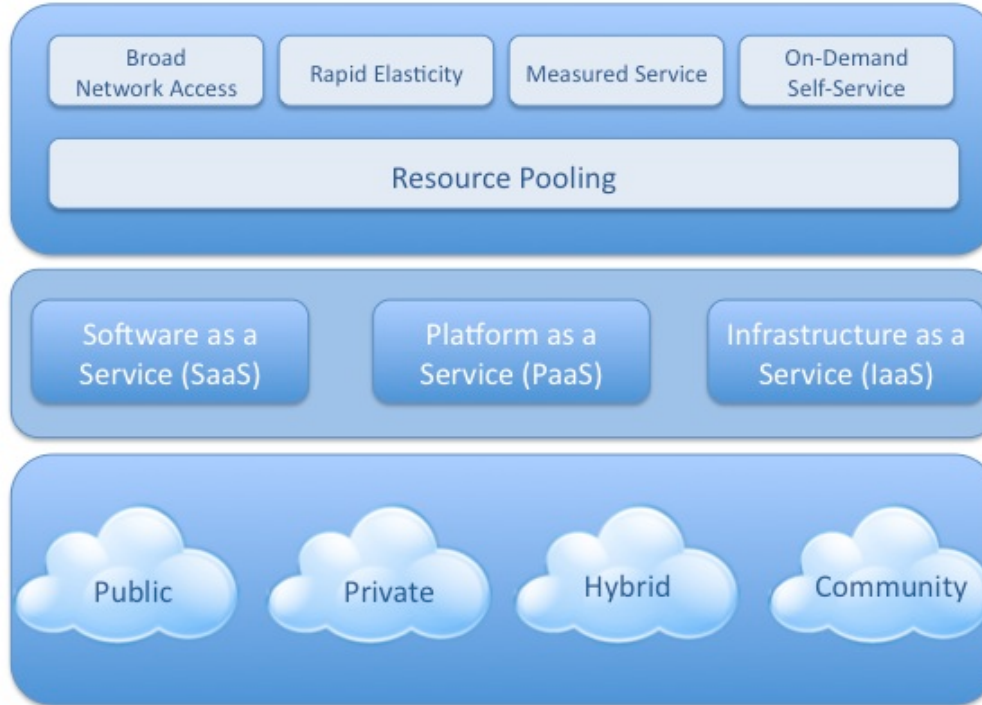 Broad
Network Access
Rapid Elasticity
Measured Service
On-Demand
Self-Service
Resource Pooling
Software as a
Service (SaaS)
Platform as a
Service (PaaS)
Infrastructure as a
Service (IaaS)
Public
Private
Hybrid
Community